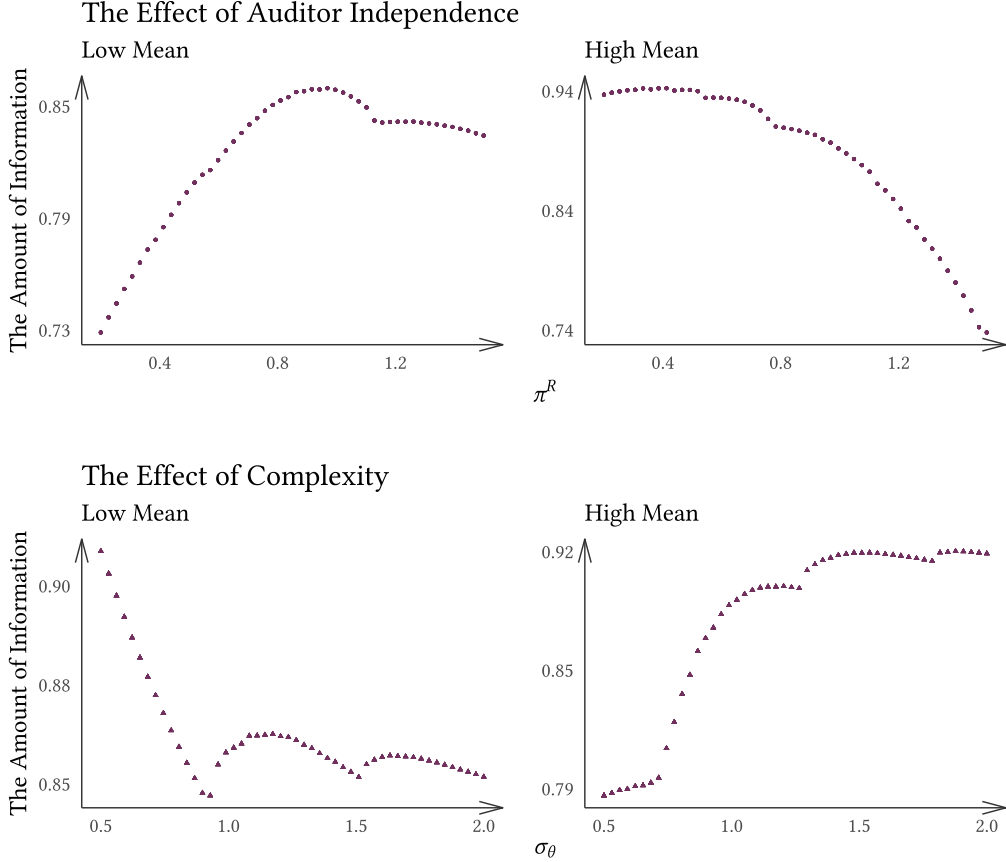 The Effect of Auditor Independence
Low Mean
High Mean
The Amount of Information
0.85
0.79
0.73
0.4
0.8
1.2
0.94
0.84
0.74
0.4
0.8
1.2
π^R
The Effect of Complexity
Low Mean
High Mean
The Amount of Information
0.90
0.88
0.85
0.5
1.0
1.5
2.0
0.92
0.85
0.79
0.5
1.0
1.5
2.0
σ_θ